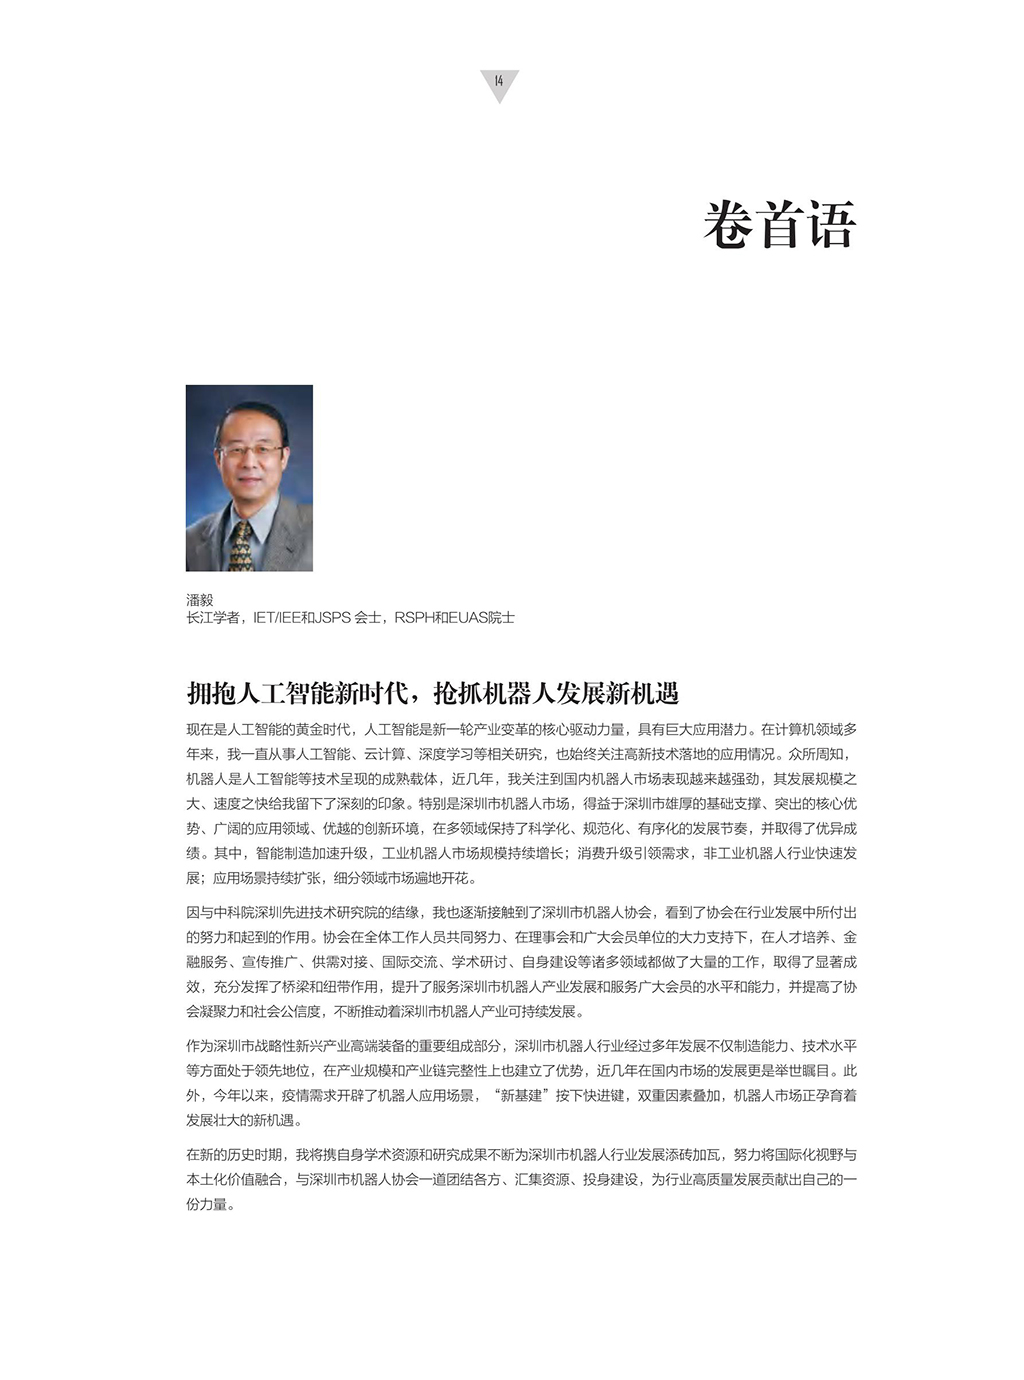 14
卷首语
潘毅
长江学者，IET/IEE和JSPS 会士，RSPH和EUAS院士
拥抱人工智能新时代，抢抓机器人发展新机遇
现在是人工智能的黄金时代，人工智能是新一轮产业变革的核心驱动力量，具有巨大应用潜力。在计算机领域多
年来，我一直从事人工智能、云计算、深度学习等相关研究，也始终关注高新技术落地的应用情况。众所周知，
机器人是人工智能等技术呈现的成熟载体，近几年，我关注到国内机器人市场表现越来越强劲，其发展规模之
大、速度之快给我留下了深刻的印象。特别是深圳市机器人市场，得益于深圳市雄厚的基础支撑、突出的核心优
势、广阔的应用领域、优越的创新环境，在多领域保持了科学化、规范化、有序化的发展节奏，并取得了优异成
绩。其中，智能制造加速升级，工业机器人市场规模持续增长；消费升级引领需求，非工业机器人行业快速发
展；应用场景持续扩张，细分领域市场遍地开花。
因与中科院深圳先进技术研究院的结缘，我也逐渐接触到了深圳市机器人协会，看到了协会在行业发展中所付出
的努力和起到的作用。协会在全体工作人员共同努力、在理事会和广大会员单位的大力支持下，在人才培养、金
融服务、宣传推广、供需对接、国际交流、学术研讨、自身建设等诸多领域都做了大量的工作，取得了显著成
效，充分发挥了桥梁和纽带作用，提升了服务深圳市机器人产业发展和服务广大会员的水平和能力，并提高了协
会凝聚力和社会公信度，不断推动着深圳市机器人产业可持续发展。
作为深圳市战略性新兴产业高端装备的重要组成部分，深圳市机器人行业经过多年发展不仅制造能力、技术水平
等方面处于领先地位，在产业规模和产业链完整性上也建立了优势，近几年在国内市场的发展更是举世瞩目。此
外，今年以来，疫情需求开辟了机器人应用场景，“新基建”按下快进键，双重因素叠加，机器人市场正孕育着
发展壮大的新机遇。
在新的历史时期，我将携自身学术资源和研究成果不断为深圳市机器人行业发展添砖加瓦，努力将国际化视野与
本土化价值融合，与深圳市机器人协会一道团结各方、汇集资源、投身建设，为行业高质量发展贡献出自己的一
份力量。